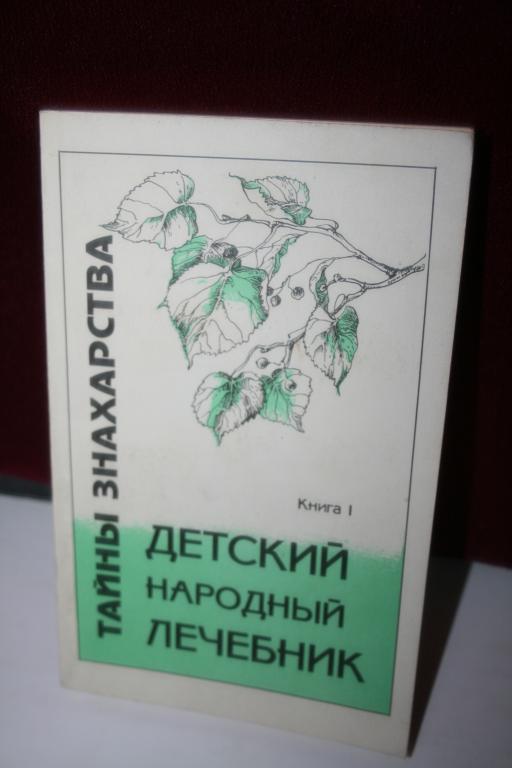 ТАЙНЫ ЗНАХАРСТВА
Книга I
ДЕТСКИЙ
НАРОДНЫЙ
ЛЕЧЕБНИК